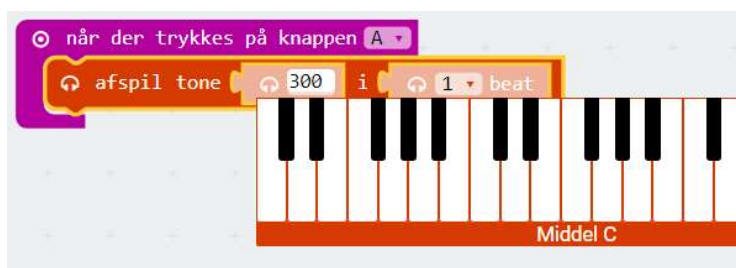 når der trykkes på knappen A
afspil tone 300 i 1 beat
Middel C